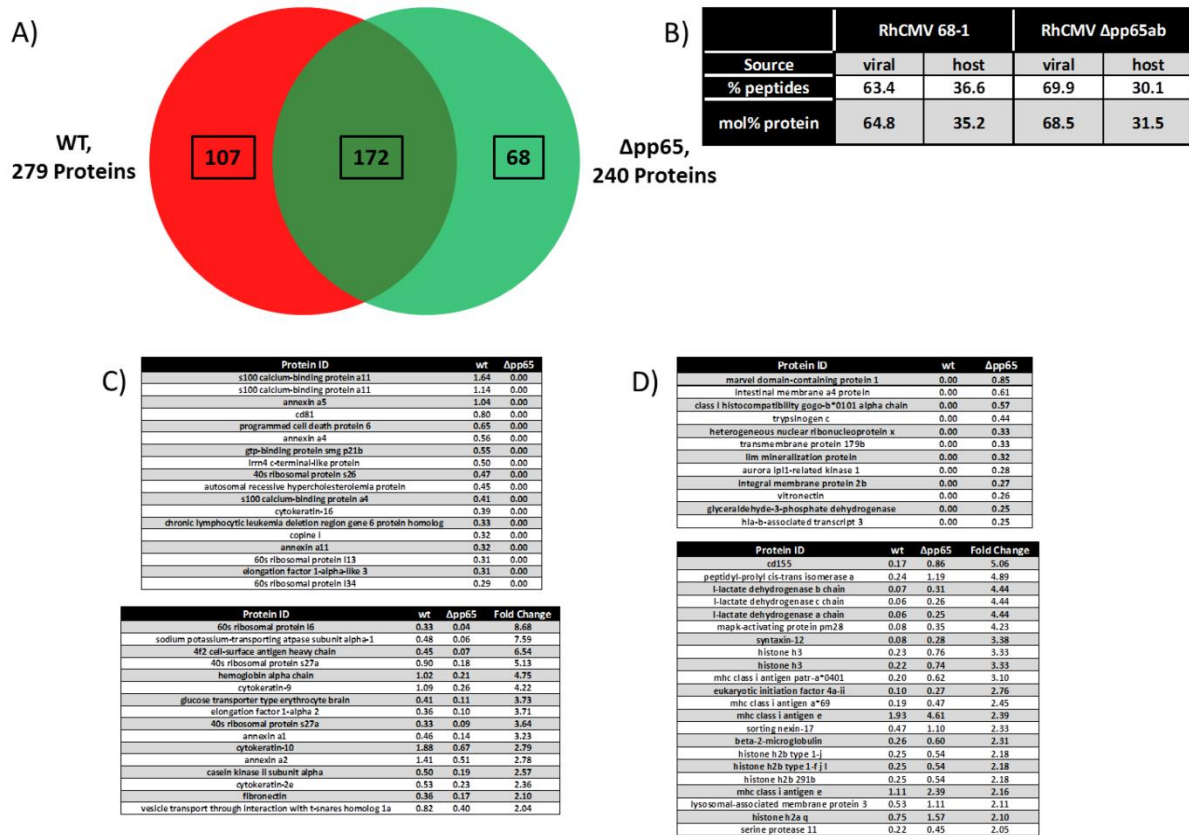 A)
WT,
279 Proteins
107
172
68
Δpp65,
240 Proteins
B)
RhCMV 68-1 RhCMV Δpp65ab
Source viral host viral host
% peptides 63.4 36.6 69.9 30.1
mol% protein 64.8 35.2 68.5 31.5
C)
Protein ID wt Δpp65
s100 calcium-binding protein a11 1.64 0.00
s100 calcium-binding protein a11 1.14 0.00
annexin a5 1.04 0.00
cd81 0.80 0.00
programmed cell death protein 6 0.65 0.00
annexin a4 0.56 0.00
gtp-binding protein smg p21b 0.55 0.00
lrrn4 c-terminal-like protein 0.50 0.00
40s ribosomal protein s26 0.47 0.00
autosomal recessive hypercholesterolemia protein 0.45 0.00
s100 calcium-binding protein a4 0.41 0.00
cytokeratin-16 0.39 0.00
chronic lymphocytic leukemia deletion region gene 6 protein homolog 0.33 0.00
copine i 0.32 0.00
annexin a11 0.32 0.00
60s ribosomal protein l13 0.31 0.00
elongation factor 1-alpha-like 3 0.31 0.00
60s ribosomal protein l34 0.29 0.00
Protein ID wt Δpp65 Fold Change
60s ribosomal protein l6 0.33 0.04 8.68
sodium potassium-transporting atpase subunit alpha-1 0.48 0.06 7.59
4f2 cell-surface antigen heavy chain 0.45 0.07 6.54
40s ribosomal protein s27a 0.90 0.18 5.13
hemoglobin alpha chain 1.02 0.21 4.75
cytokeratin-9 1.09 0.26 4.22
glucose transporter type erythrocyte brain 0.41 0.11 3.73
elongation factor 1-alpha 2 0.36 0.10 3.71
40s ribosomal protein s27a 0.33 0.09 3.64
annexin a1 0.46 0.14 3.23
cytokeratin-10 1.88 0.67 2.79
annexin a2 1.41 0.51 2.78
casein kinase ii subunit alpha 0.50 0.19 2.57
cytokeratin-2e 0.53 0.23 2.36
fibronectin 0.36 0.17 2.10
vesicle transport through interaction with t-snares homolog 1a 0.82 0.40 2.04
D)
Protein ID wt Δpp65
marvel domain-containing protein 1 0.00 0.85
intestinal membrane a4 protein 0.00 0.61
class i histocompatibility gogo-b*0101 alpha chain 0.00 0.57
trypsinogen c 0.00 0.44
heterogeneous nuclear ribonucleoprotein x 0.00 0.33
transmembrane protein 179b 0.00 0.33
lim mineralization protein 0.00 0.32
aurora ipl1-related kinase 1 0.00 0.28
integral membrane protein 2b 0.00 0.27
vitronectin 0.00 0.26
glyceraldehyde-3-phosphate dehydrogenase 0.00 0.25
hla-b-associated transcript 3 0.00 0.25
Protein ID wt Δpp65 Fold Change
cd155 0.17 0.86 5.06
peptidyl-prolyl cis-trans isomerase a 0.24 1.19 4.89
l-lactate dehydrogenase b chain 0.07 0.31 4.44
l-lactate dehydrogenase c chain 0.06 0.26 4.44
l-lactate dehydrogenase a chain 0.06 0.25 4.44
mapk-activating protein pm28 0.08 0.35 4.23
syntaxin-12 0.08 0.28 3.38
histone h3 0.23 0.76 3.33
histone h3 0.22 0.74 3.33
mhc class i antigen patr-a*0401 0.20 0.62 3.10
eukaryotic initiation factor 4a-ii 0.10 0.27 2.76
mhc class i antigen a*69 0.19 0.47 2.45
mhc class i antigen e 1.93 4.61 2.39
sorting nexin-17 0.47 1.10 2.33
beta-2-microglobulin 0.26 0.60 2.31
histone h2b type 1-j 0.25 0.54 2.18
histone h2b type 1-f j l 0.25 0.54 2.18
histone h2b 291b 0.25 0.54 2.18
mhc class i antigen e 1.11 2.39 2.16
lysosomal-associated membrane protein 3 0.53 1.11 2.11
histone h2a q 0.75 1.57 2.10
serine protease 11 0.22 0.45 2.05